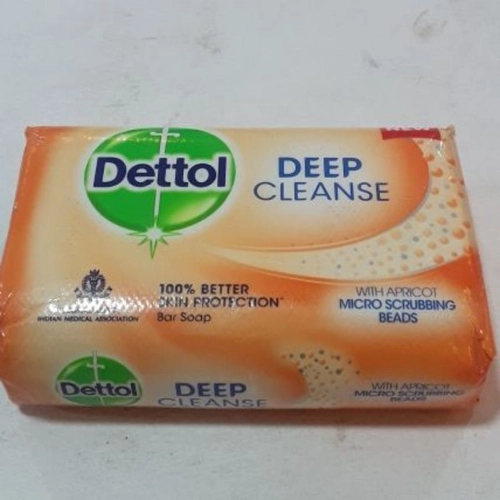 Dettol
DEEP
CLEANSE
100% BETTER
SKIN PROTECTION
Bar Soap
INDIAN MEDICAL ASSOCIATION
WITH APRICOT
MICRO SCRUBBING
BEADS
Dettol
DEEP
CLEANSE
WITH APRICOT
MICRO SCRUBBING
BEADS